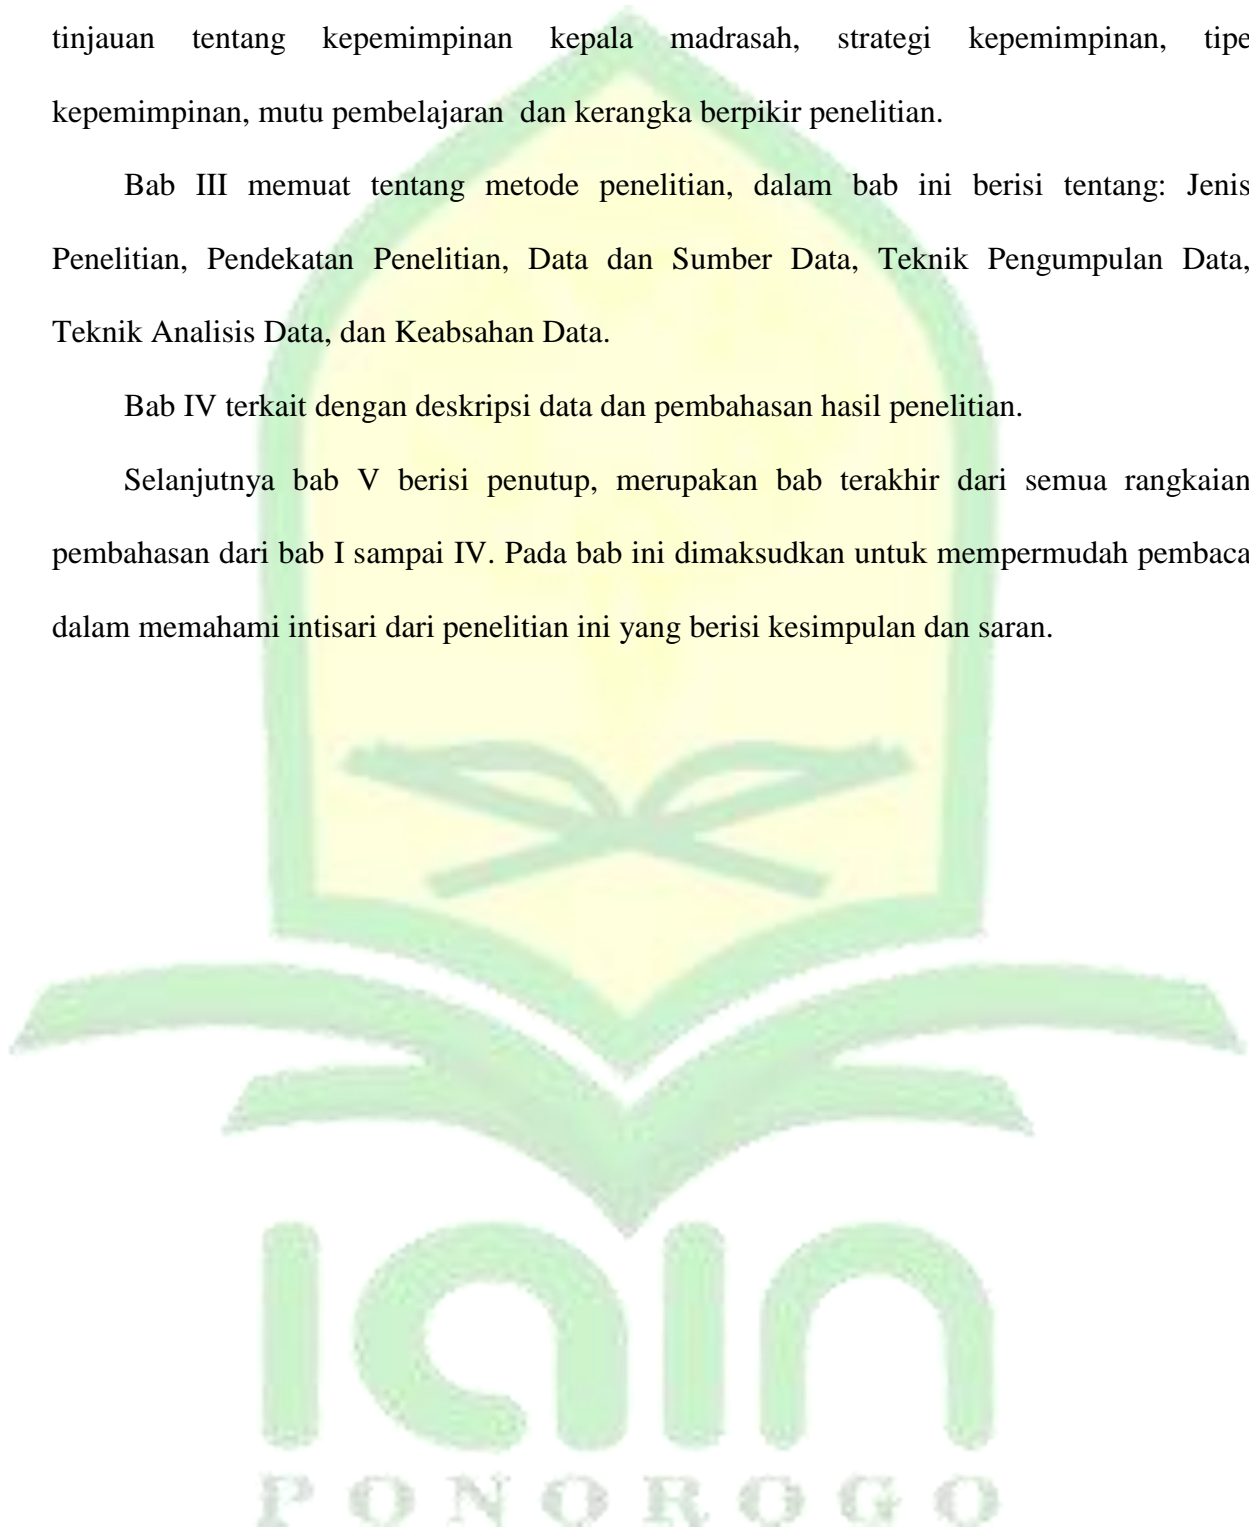 tinjauan tentang kepemimpinan kepala madrasah, strategi kepemimpinan, tipe
kepemimpinan, mutu pembelajaran dan kerangka berpikir penelitian.
Bab III memuat tentang metode penelitian, dalam bab ini berisi tentang: Jenis
Penelitian, Pendekatan Penelitian, Data dan Sumber Data, Teknik Pengumpulan Data,
Teknik Analisis Data, dan Keabsahan Data.
Bab IV terkait dengan deskripsi data dan pembahasan hasil penelitian.
Selanjutnya bab V berisi penutup, merupakan bab terakhir dari semua rangkaian
pembahasan dari bab I sampai IV. Pada bab ini dimaksudkan untuk mempermudah pembaca
dalam memahami intisari dari penelitian ini yang berisi kesimpulan dan saran.
iain
PONOROGO